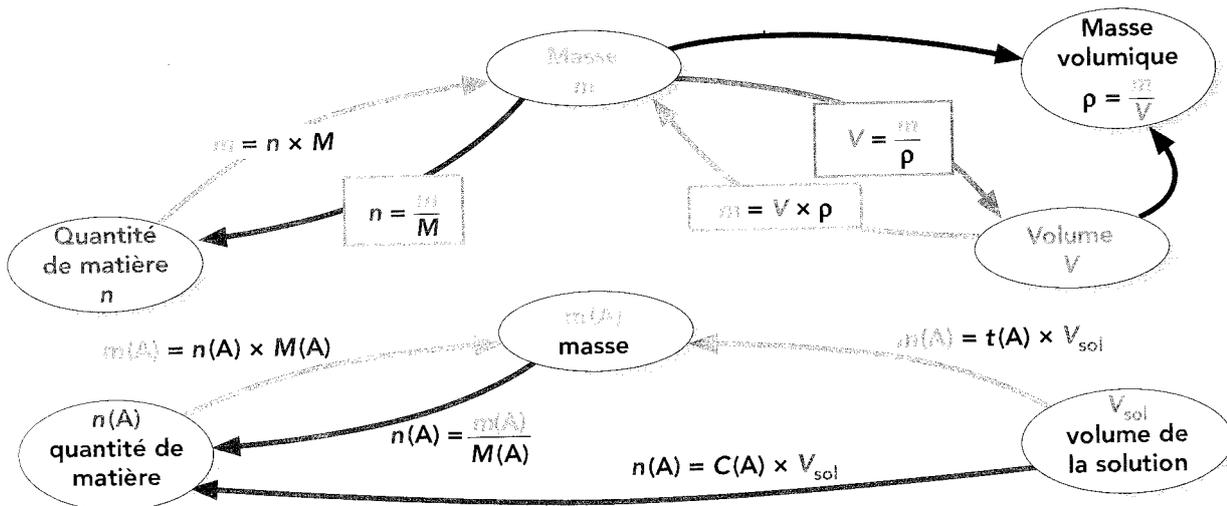 Masse
m
Masse
volumique
ρ = m/V
m = n × M
V = m/ρ
n = m/M
m = V × ρ
Quantité
de matière
n
Volume
V
m(A)
masse
m(A) = n(A) × M(A)
m(A) = t(A) × Vsol
n(A)
quantité de
matière
n(A) = m(A)/M(A)
Vsol
volume de
la solution
n(A) = C(A) × Vsol